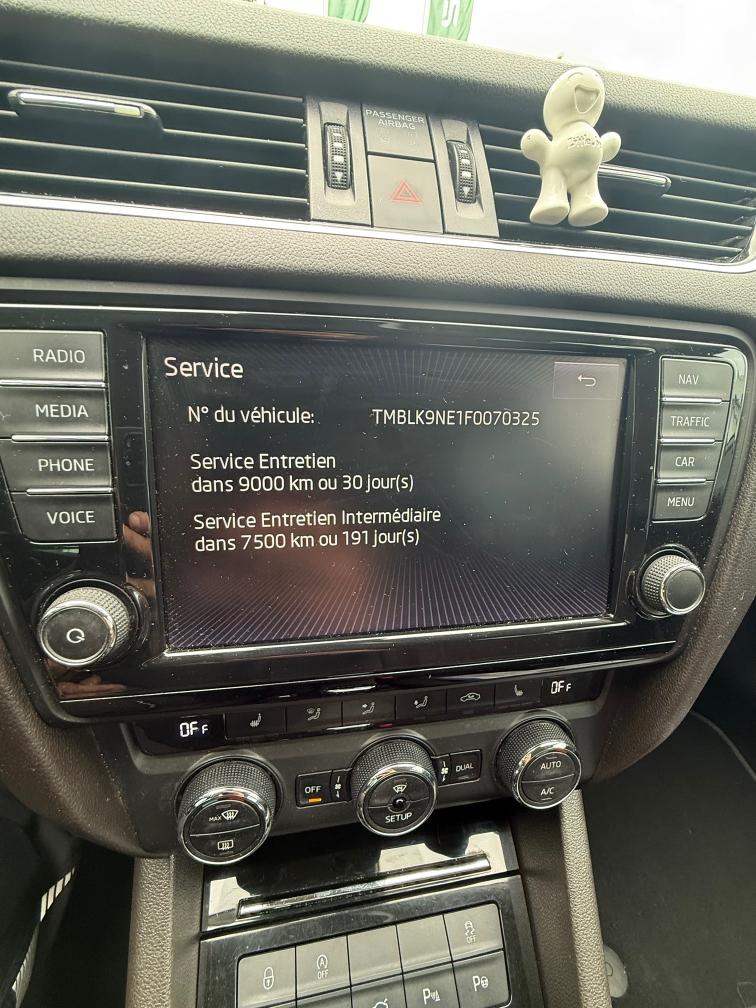 PASSENGER
AIRBAG
Service
N° du véhicule: TMBLK9NE1F0070325
Service Entretien
dans 9000 km ou 30 jour(s)
Service Entretien Intermédiaire
dans 7500 km ou 191 jour(s)
RADIO
MEDIA
PHONE
VOICE
NAV
TRAFFIC
CAR
MENU
OFF
OFF
MAX
OFF
SETUP
DUAL
AUTO
A/C
A
OFF
OFF
P
P